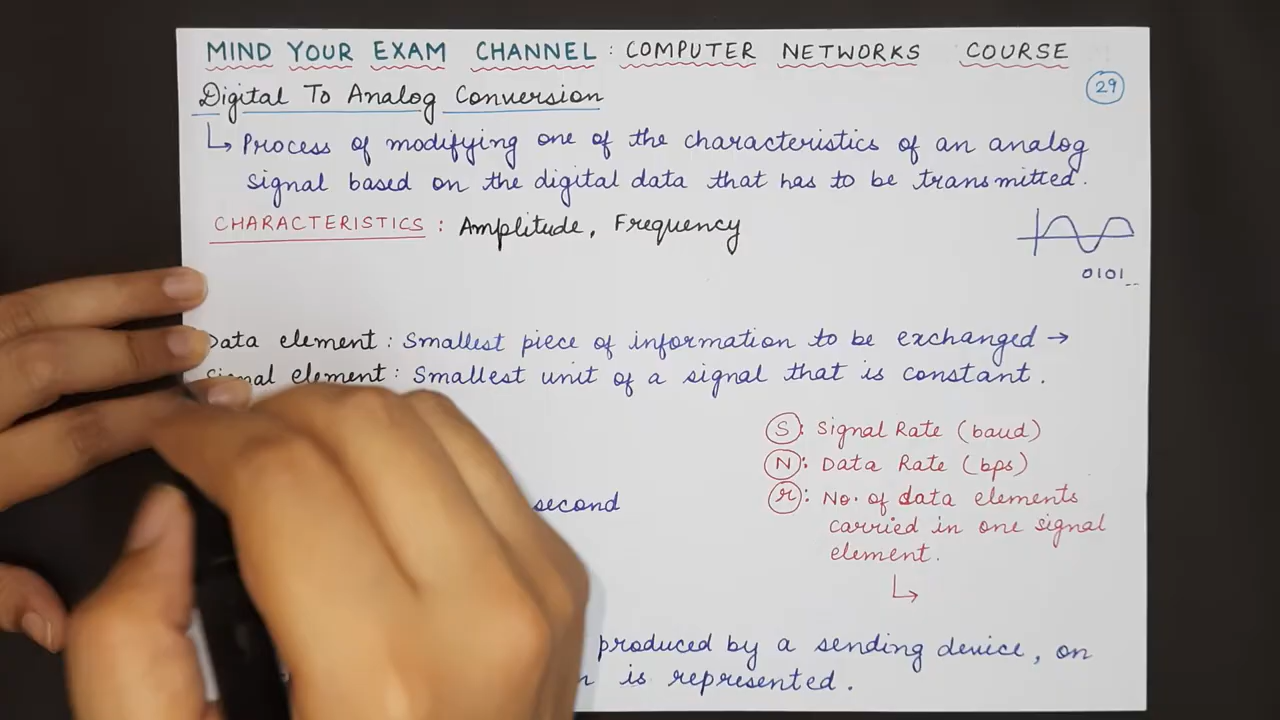 MIND YOUR EXAM CHANNEL : COMPUTER NETWORKS COURSE
Digital To Analog Conversion
29
↳ Process of modifying one of the characteristics of an analog
signal based on the digital data that has to be transmitted.
CHARACTERISTICS : Amplitude, Frequency
0101--
Data element : Smallest piece of information to be exchanged →
Signal element : Smallest unit of a signal that is constant.
S : Signal Rate (baud)
N : Data Rate (bps)
r : No. of data elements
second
carried in one signal
element.
↳
produced by a sending device, on
is represented.